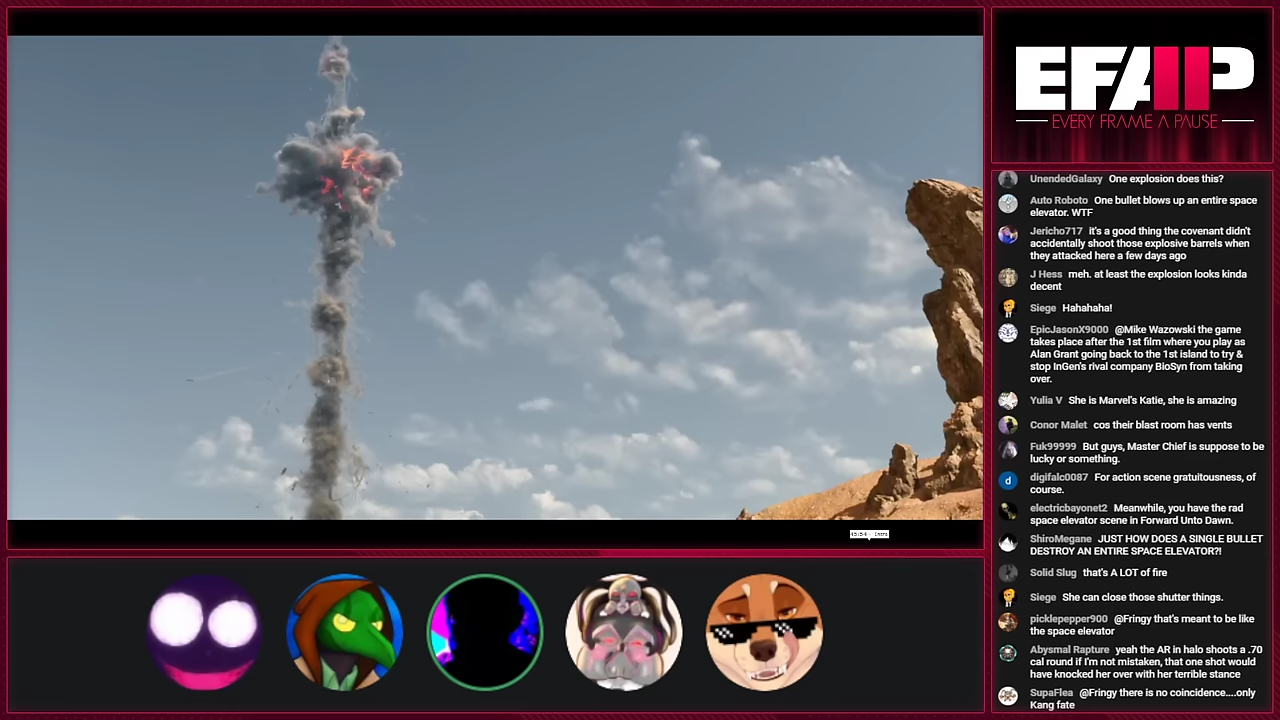 EFAP
EVERY FRAME A PAUSE
UnendedGalaxy One explosion does this?
Auto Roboto One bullet blows up an entire space
elevator. WTF
Jericho717 it's a good thing the covenant didn't
accidentally shoot those explosive barrels when
they attacked here a few days ago
J Hess meh. at least the explosion looks kinda
decent
Siege Hahahaha!
EpicJasonX9000 @Mike Wazowski the game
takes place after the 1st film where you play as
Alan Grant going back to the 1st island to try &
stop InGen's rival company BioSyn from taking
over.
Yulia V She is Marvel's Katie, she is amazing
Conor Malet cos their blast room has vents
Fuk99999 But guys, Master Chief is suppose to be
lucky or something.
d
digifalc0087 For action scene gratuitousness, of
course.
electricbayonet2 Meanwhile, you have the rad
space elevator scene in Forward Unto Dawn.
ShiroMegane JUST HOW DOES A SINGLE BULLET
DESTROY AN ENTIRE SPACE ELEVATOR?!
Solid Slug that's A LOT of fire
Siege She can close those shutter things.
picklepepper900 @Fringy that's meant to be like
the space elevator
Abysmal Rapture yeah the AR in halo shoots a .70
cal round if I'm not mistaken, that one shot would
have knocked her over with her terrible stance
SupaFlea @Fringy there is no coincidence....only
Kang fate